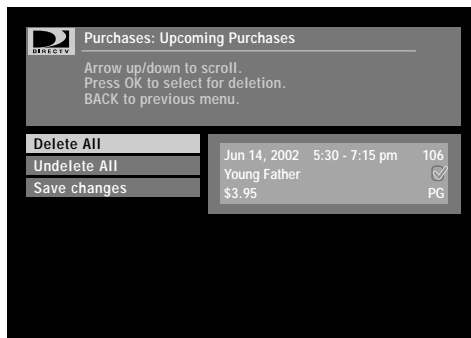 DIRECTV
Purchases: Upcoming Purchases
Arrow up/down to scroll.
Press OK to select for deletion.
BACK to previous menu.
Delete All
Undelete All
Save changes
Jun 14, 2002 5:30 - 7:15 pm 106
Young Father
$3.95 PG